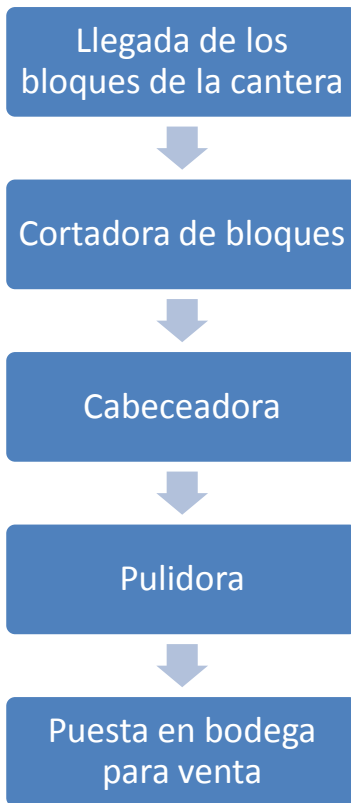 Llegada de los
bloques de la cantera
Cortadora de bloques
Cabeceadora
Pulidora
Puesta en bodega
para venta